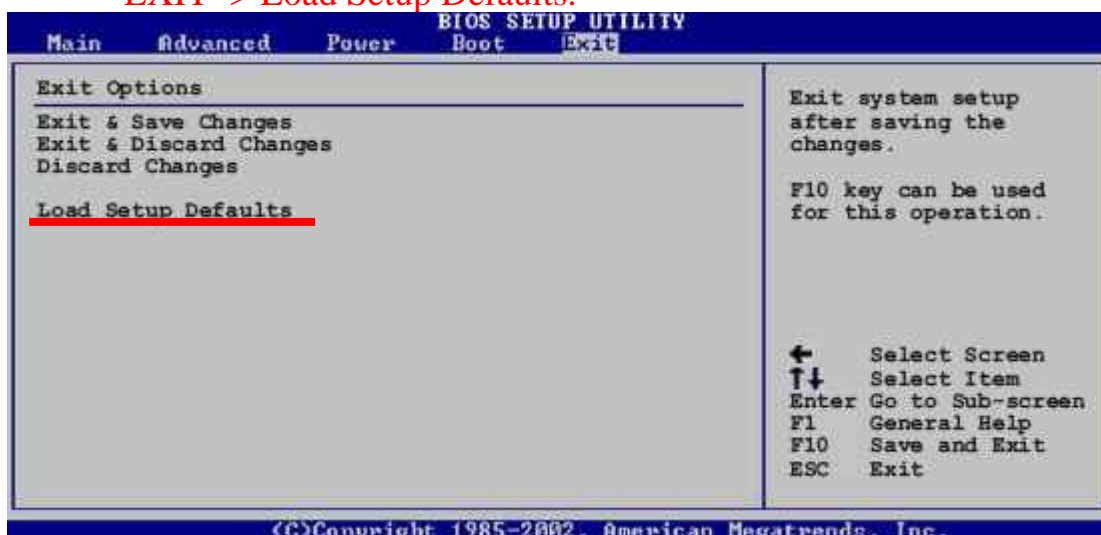 EXIT -> Load Setup Defaults.
BIOS SETUP UTILITY
Main Advanced Power Boot Exit
Exit Options
Exit & Save Changes
Exit & Discard Changes
Discard Changes
Load Setup Defaults
Exit system setup
after saving the
changes.
F10 key can be used
for this operation.
← Select Screen
↑↓ Select Item
Enter Go to Sub-screen
F1 General Help
F10 Save and Exit
ESC Exit
(C)Copyright 1985-2002, American Megatrends, Inc.